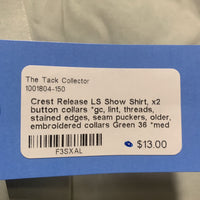 The Tack Collector
1001804-150
Crest Release LS Show Shirt, x2
button collars *gc, lint, threads,
stained edges, seam puckers, older,
embroidered collars Green 36 *med
F3SXAL
$13.00